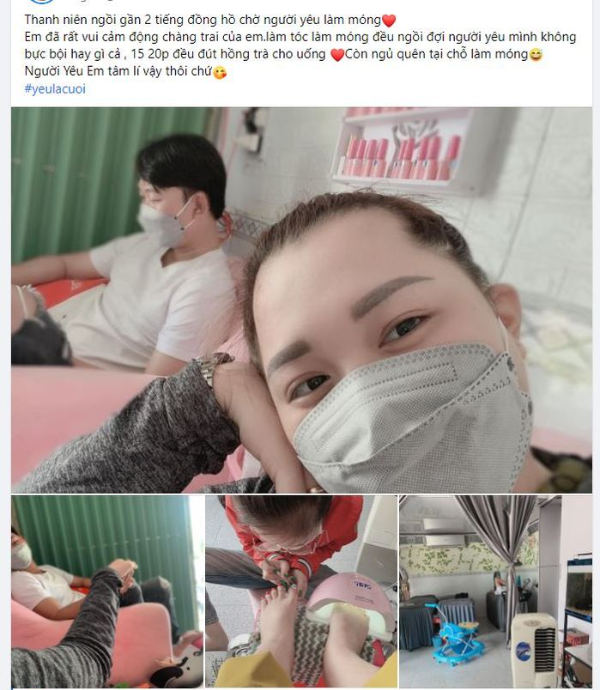 Thanh niên ngồi gần 2 tiếng đồng hồ chờ người yêu làm móng❤️
Em đã rất vui cảm động chàng trai của em.làm tóc làm móng đều ngồi đợi người yêu mình không
bực bội hay gì cả , 15 20p đều đút hồng trà cho uống ❤️Còn ngủ quên tại chỗ làm móng😅
Người Yêu Em tâm lí vậy thôi chứ😘
#yeulacuoi